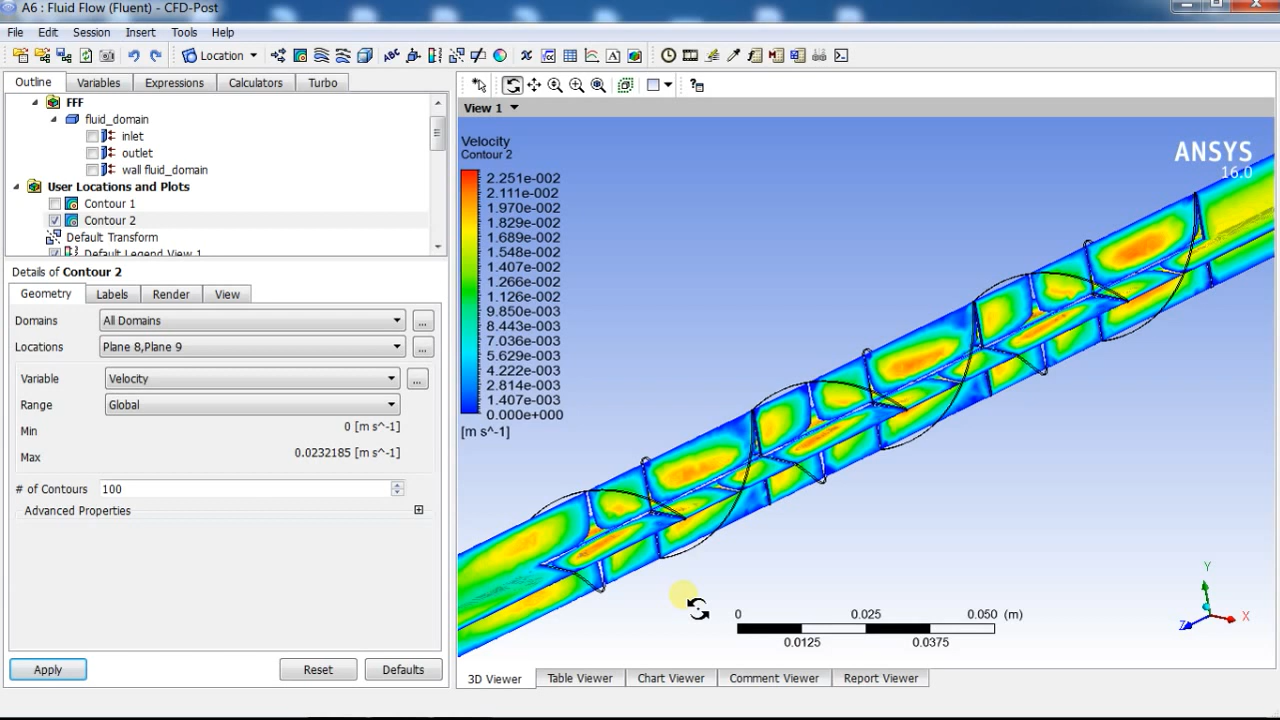 A6 : Fluid Flow (Fluent) - CFD-Post
File Edit Session Insert Tools Help
Location
Outline Variables Expressions Calculators Turbo
FFF
fluid_domain
inlet
outlet
wall fluid_domain
User Locations and Plots
Contour 1
Contour 2
Default Transform
Default Legend View 1
Details of Contour 2
Geometry Labels Render View
Domains All Domains ...
Locations Plane 8,Plane 9 ...
Variable Velocity ...
Range Global
Min 0 [m s^-1]
Max 0.0232185 [m s^-1]
# of Contours 100
Advanced Properties
Apply Reset Defaults
View 1
Velocity
Contour 2
2.251e-002
2.111e-002
1.970e-002
1.829e-002
1.689e-002
1.548e-002
1.407e-002
1.266e-002
1.126e-002
9.850e-003
8.443e-003
7.036e-003
5.629e-003
4.222e-003
2.814e-003
1.407e-003
0.000e+000
[m s^-1]
ANSYS
16.0
0 0.025 0.050 (m)
0.0125 0.0375
Y
X
Z
3D Viewer Table Viewer Chart Viewer Comment Viewer Report Viewer